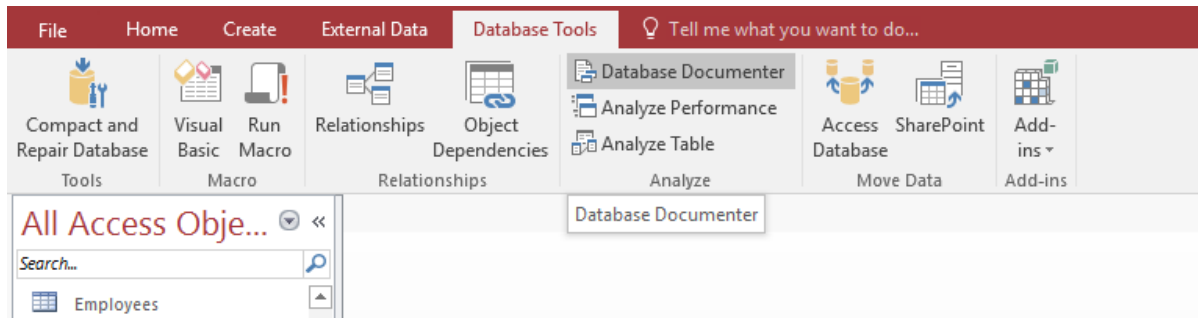 File Home Create External Data Database Tools Tell me what you want to do...
Compact and Repair Database
Visual Basic
Run Macro
Relationships
Object Dependencies
Database Documenter
Analyze Performance
Analyze Table
Access Database
SharePoint
Add-ins
Tools Macro Relationships Analyze Move Data Add-ins
Database Documenter
All Access Obje... «
Search...
Employees